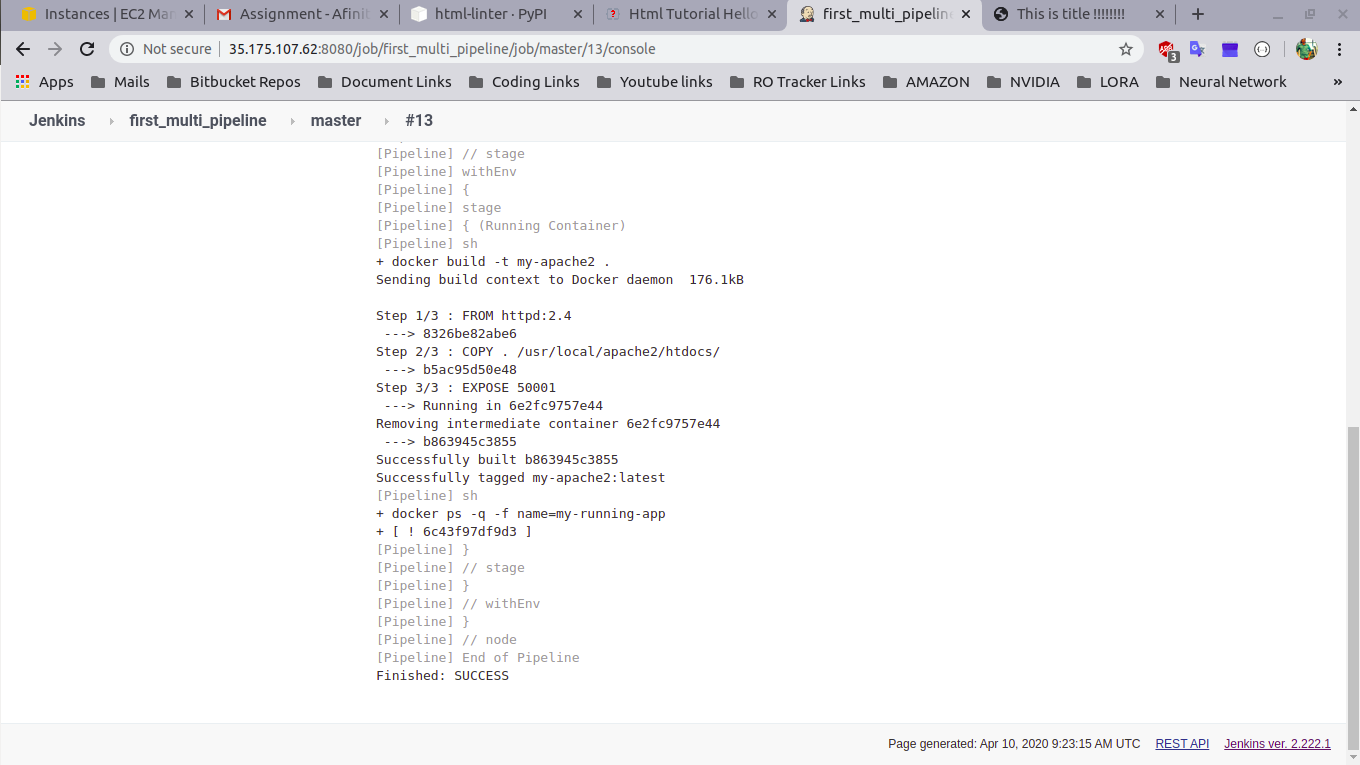 Instances | EC2 Man
Assignment - Afinit
html-linter · PyPI
Html Tutorial Hello
first_multi_pipeline
This is title !!!!!!!!
Not secure
35.175.107.62:8080/job/first_multi_pipeline/job/master/13/console
3
Apps
Mails
Bitbucket Repos
Document Links
Coding Links
Youtube links
RO Tracker Links
AMAZON
NVIDIA
LORA
Neural Network
»
Jenkins
first_multi_pipeline
master
#13
[Pipeline] // stage
[Pipeline] withEnv
[Pipeline] {
[Pipeline] stage
[Pipeline] { (Running Container)
[Pipeline] sh
+ docker build -t my-apache2 .
Sending build context to Docker daemon  176.1kB
Step 1/3 : FROM httpd:2.4
 ---> 8326be82abe6
Step 2/3 : COPY . /usr/local/apache2/htdocs/
 ---> b5ac95d50e48
Step 3/3 : EXPOSE 50001
 ---> Running in 6e2fc9757e44
Removing intermediate container 6e2fc9757e44
 ---> b863945c3855
Successfully built b863945c3855
Successfully tagged my-apache2:latest
[Pipeline] sh
+ docker ps -q -f name=my-running-app
+ [ ! 6c43f97df9d3 ]
[Pipeline] }
[Pipeline] // stage
[Pipeline] }
[Pipeline] // withEnv
[Pipeline] }
[Pipeline] // node
[Pipeline] End of Pipeline
Finished: SUCCESS
Page generated: Apr 10, 2020 9:23:15 AM UTC
REST API
Jenkins ver. 2.222.1